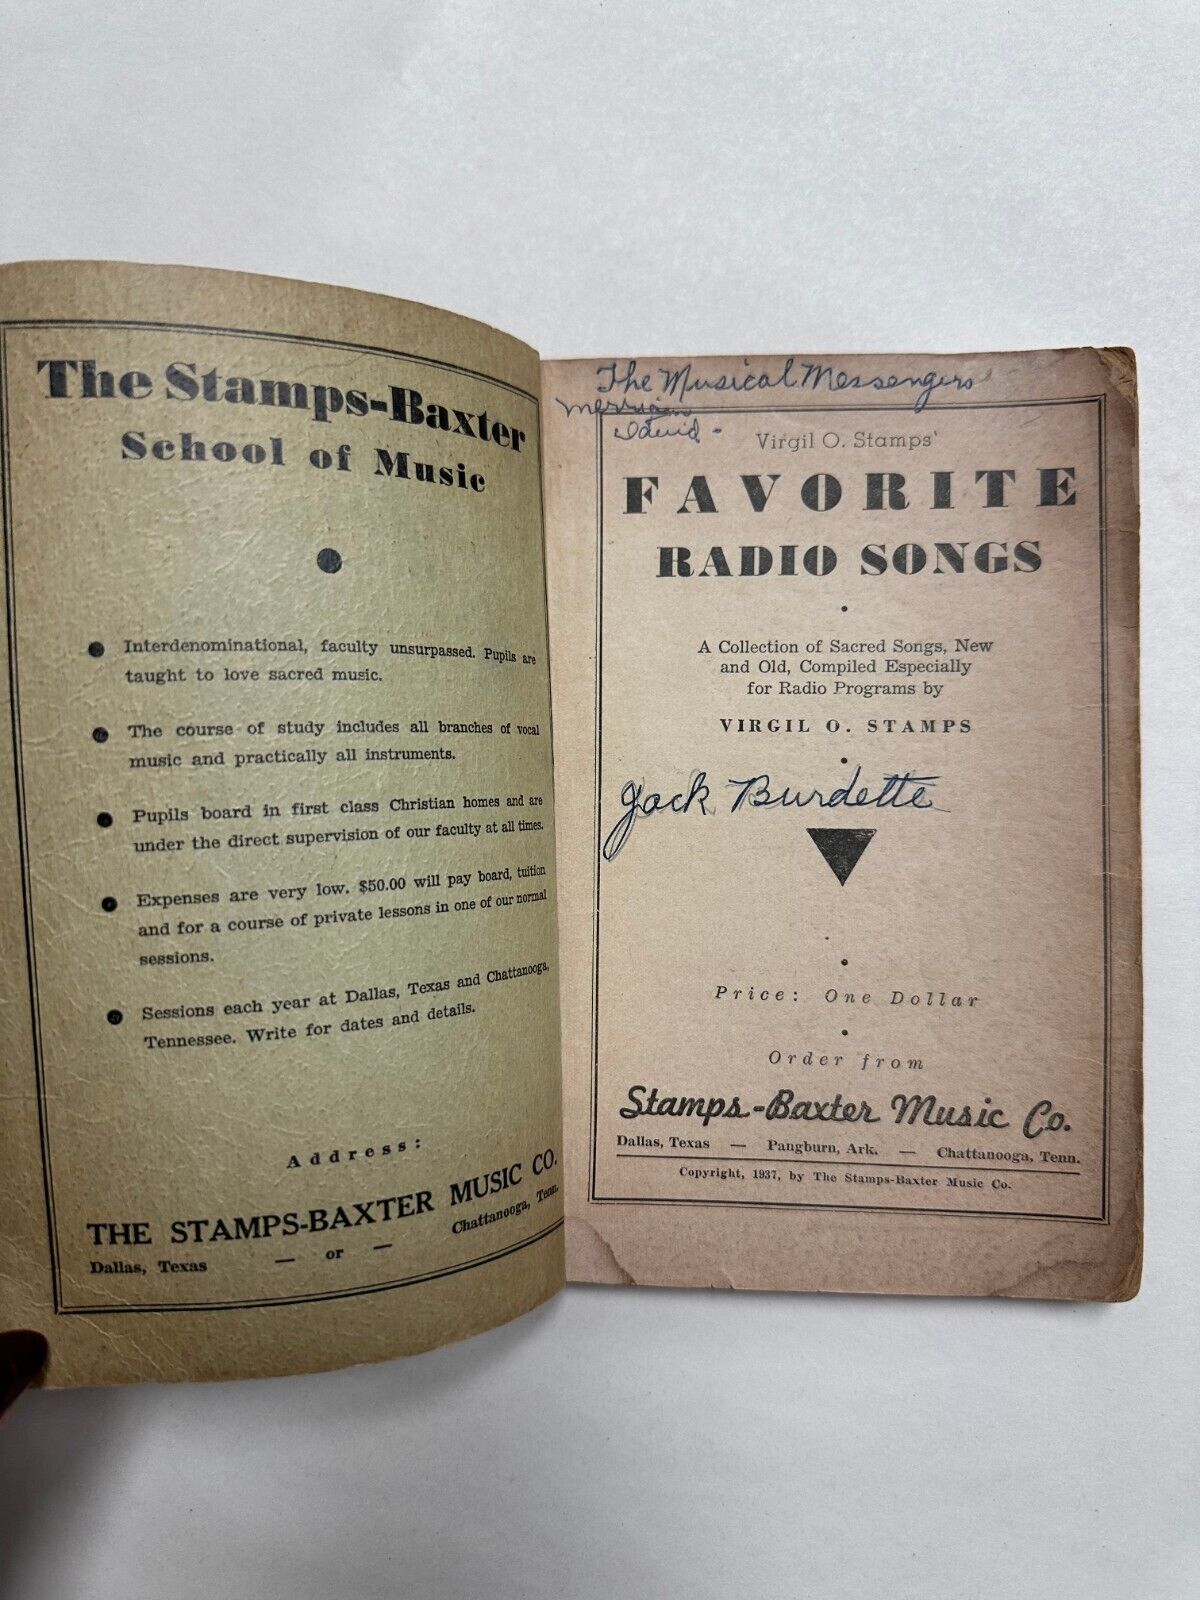 The Stamps-Baxter
School of Music
Interdenominational, faculty unsurpassed. Pupils are
taught to love sacred music.
The course of study includes all branches of vocal
music and practically all instruments.
Pupils board in first class Christian homes and are
under the direct supervision of our faculty at all times.
Expenses are very low. $50.00 will pay board, tuition
and for a course of private lessons in one of our normal
sessions.
Sessions each year at Dallas, Texas and Chattanooga,
Tennessee. Write for dates and details.
Address:
THE STAMPS-BAXTER MUSIC CO.
Dallas, Texas — or — Chattanooga, Tenn.
The Musical Messengers
David -
Virgil O. Stamps'
FAVORITE
RADIO SONGS
A Collection of Sacred Songs, New
and Old, Compiled Especially
for Radio Programs by
VIRGIL O. STAMPS
Jack Burdette
Price: One Dollar
Order from
Stamps-Baxter Music Co.
Dallas, Texas — Pangburn, Ark. — Chattanooga, Tenn.
Copyright, 1937, by The Stamps-Baxter Music Co.